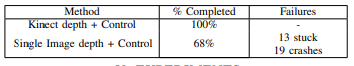 Method % Completed Failures
Kinect depth + Control 100% -
Single Image depth + Control 68% 13 stuck
19 crashes